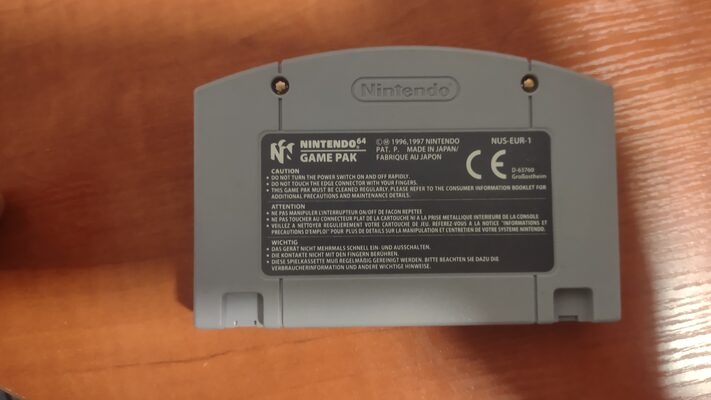 Nintendo
NINTENDO 64
GAME PAK
©Ⓜ 1996,1997 NINTENDO
PAT. P. MADE IN JAPAN/
FABRIQUE AU JAPON
NUS-EUR-1
CE
D-63760
Großostheim
CAUTION
• DO NOT TURN THE POWER SWITCH ON AND OFF RAPIDLY.
• DO NOT TOUCH THE EDGE CONNECTOR WITH YOUR FINGERS.
• THIS GAME PAK MUST BE CLEANED REGULARLY. PLEASE REFER TO THE CONSUMER INFORMATION BOOKLET FOR
ADDITIONAL PRECAUTIONS AND MAINTENANCE DETAILS.
ATTENTION
• NE PAS MANIPULER L'INTERRUPTEUR ON/OFF DE FACON REPETEE.
• NE PAS TOUCHER AU CONNECTEUR PLAT DE LA CARTOUCHE NI A LA PRISE METALLIQUE INTERIEURE DE LA CONSOLE
• VEILLEZ A NETTOYER REGULIEREMENT VOTRE CARTOUCHE DE JEU. REFEREZ-VOUS A LA NOTICE "INFORMATIONS ET
PRECAUTIONS D'EMPLOI" POUR PLUS DE DETAILS SUR LA MANIPULATION ET L'ENTRETIEN DE VOTRE SYSTEME NINTENDO.
WICHTIG
• DAS GERÄT NICHT MEHRMALS SCHNELL EIN- UND AUSSCHALTEN.
• DIE KONTAKTE NICHT MIT DEN FINGERN BERÜHREN.
• DIESE SPIELKASSETTE MUß REGELMÄßIG GEREINIGT WERDEN. BITTE BEACHTEN SIE DAZU DIE
VERBRAUCHERINFORMATION UND ANDERE WICHTIGE HINWEISE.